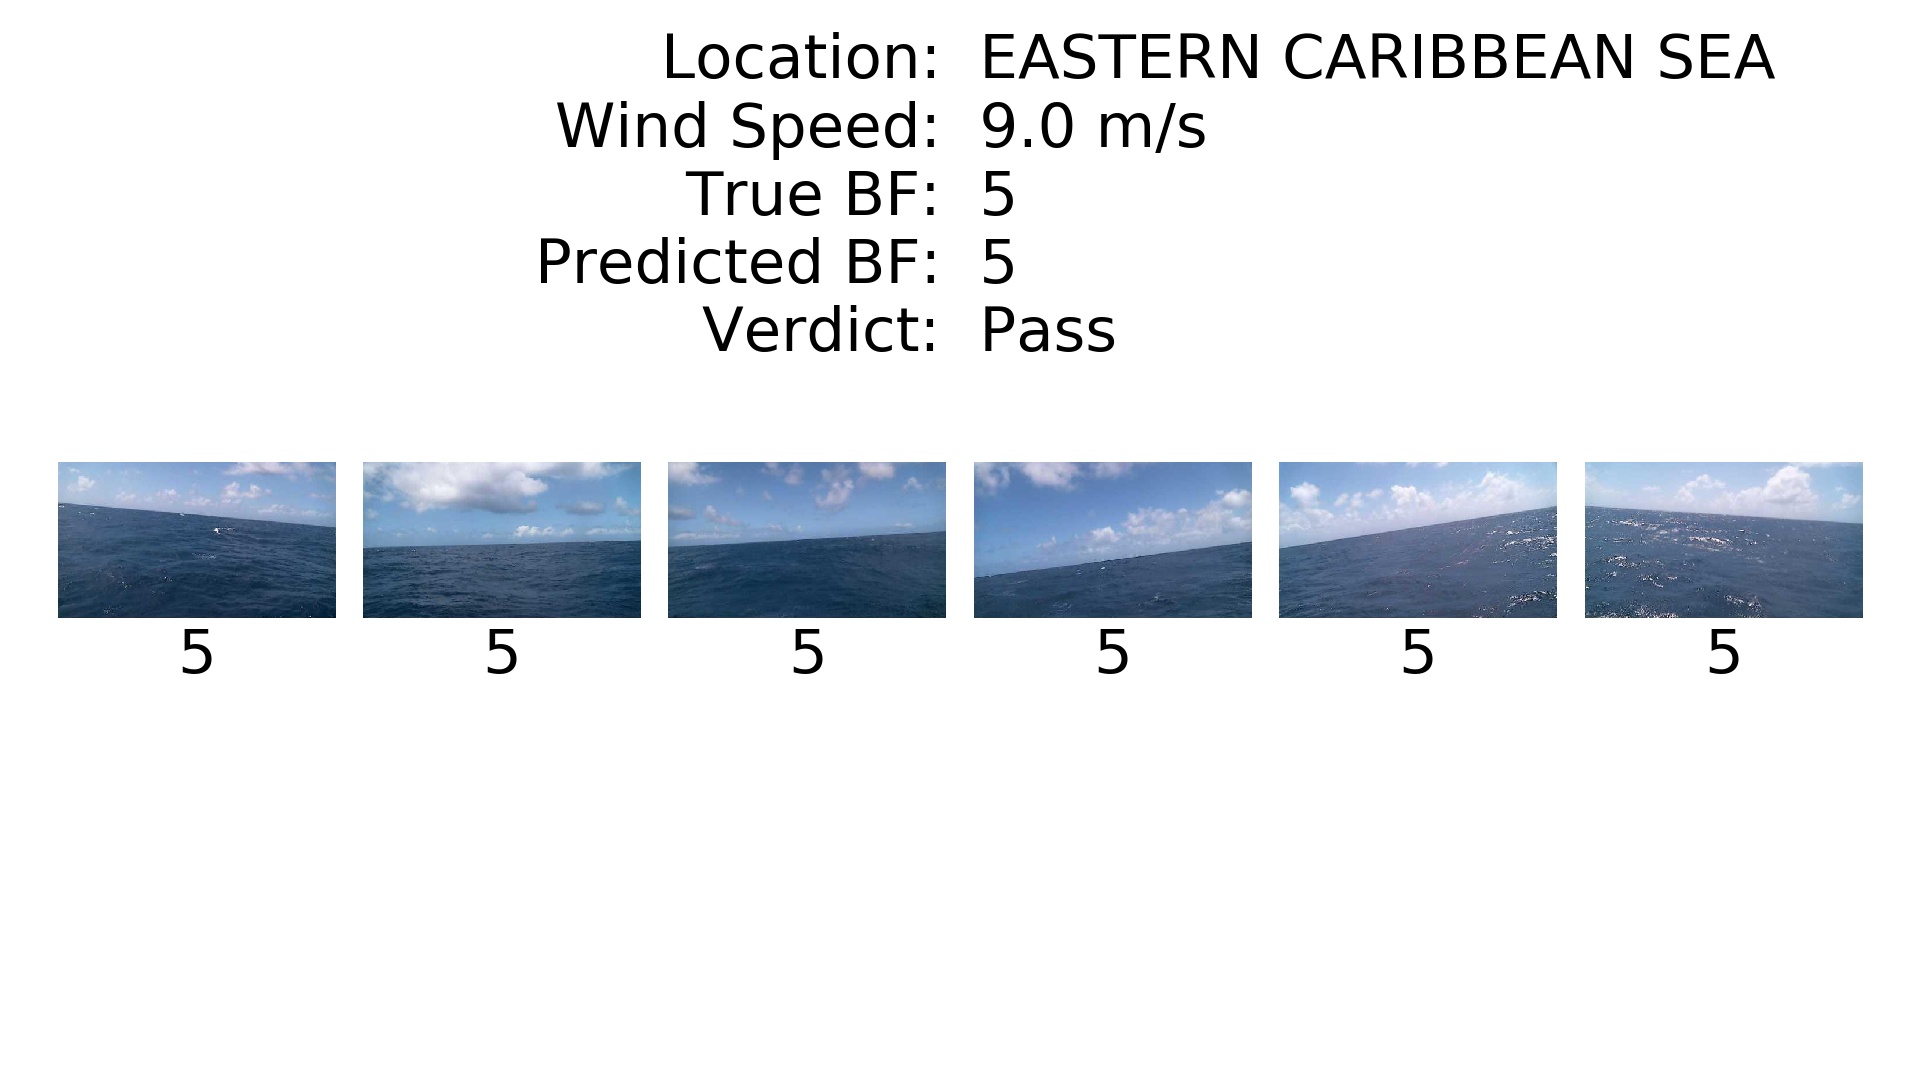 Location: EASTERN CARIBBEAN SEA
Wind Speed: 9.0 m/s
True BF: 5
Predicted BF: 5
Verdict: Pass
5 5 5 5 5 5